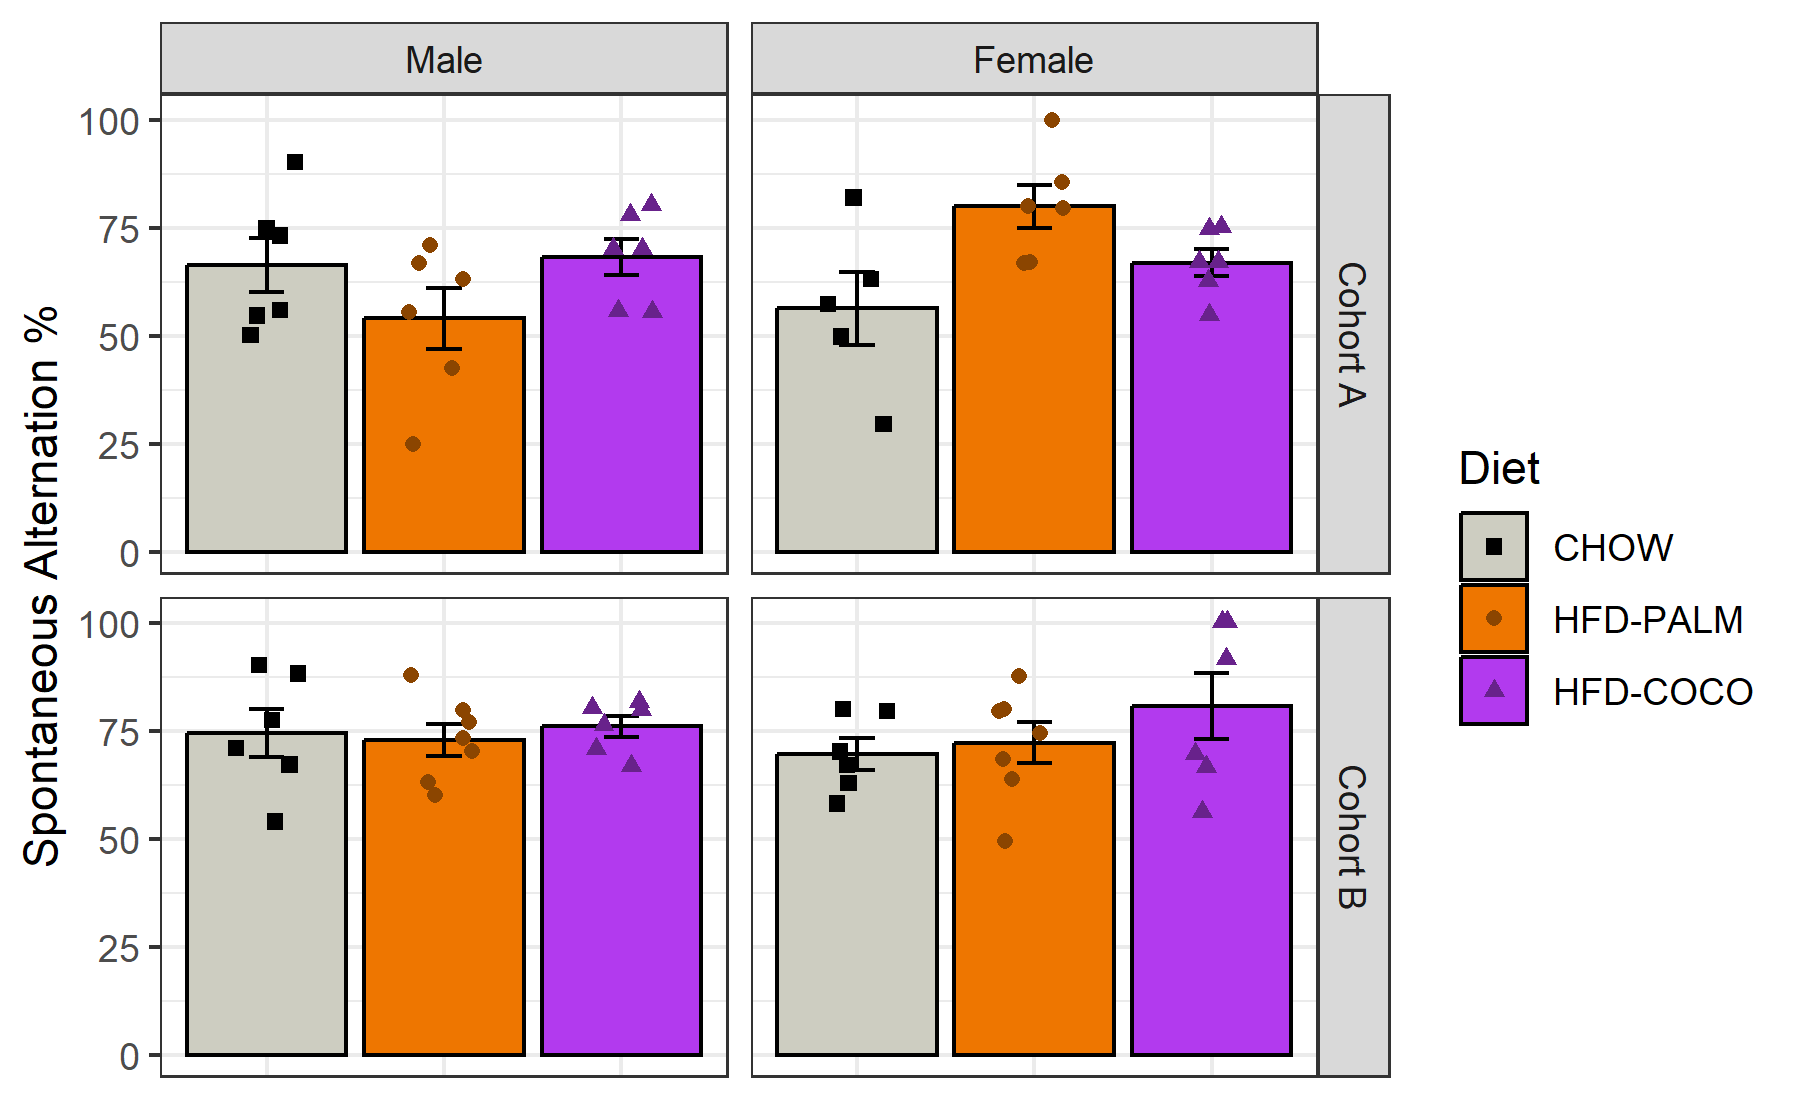 Male
Female
Spontaneous Alternation %
100
75
50
25
0
Cohort A
100
75
50
25
0
Cohort B
Diet
CHOW
HFD-PALM
HFD-COCO